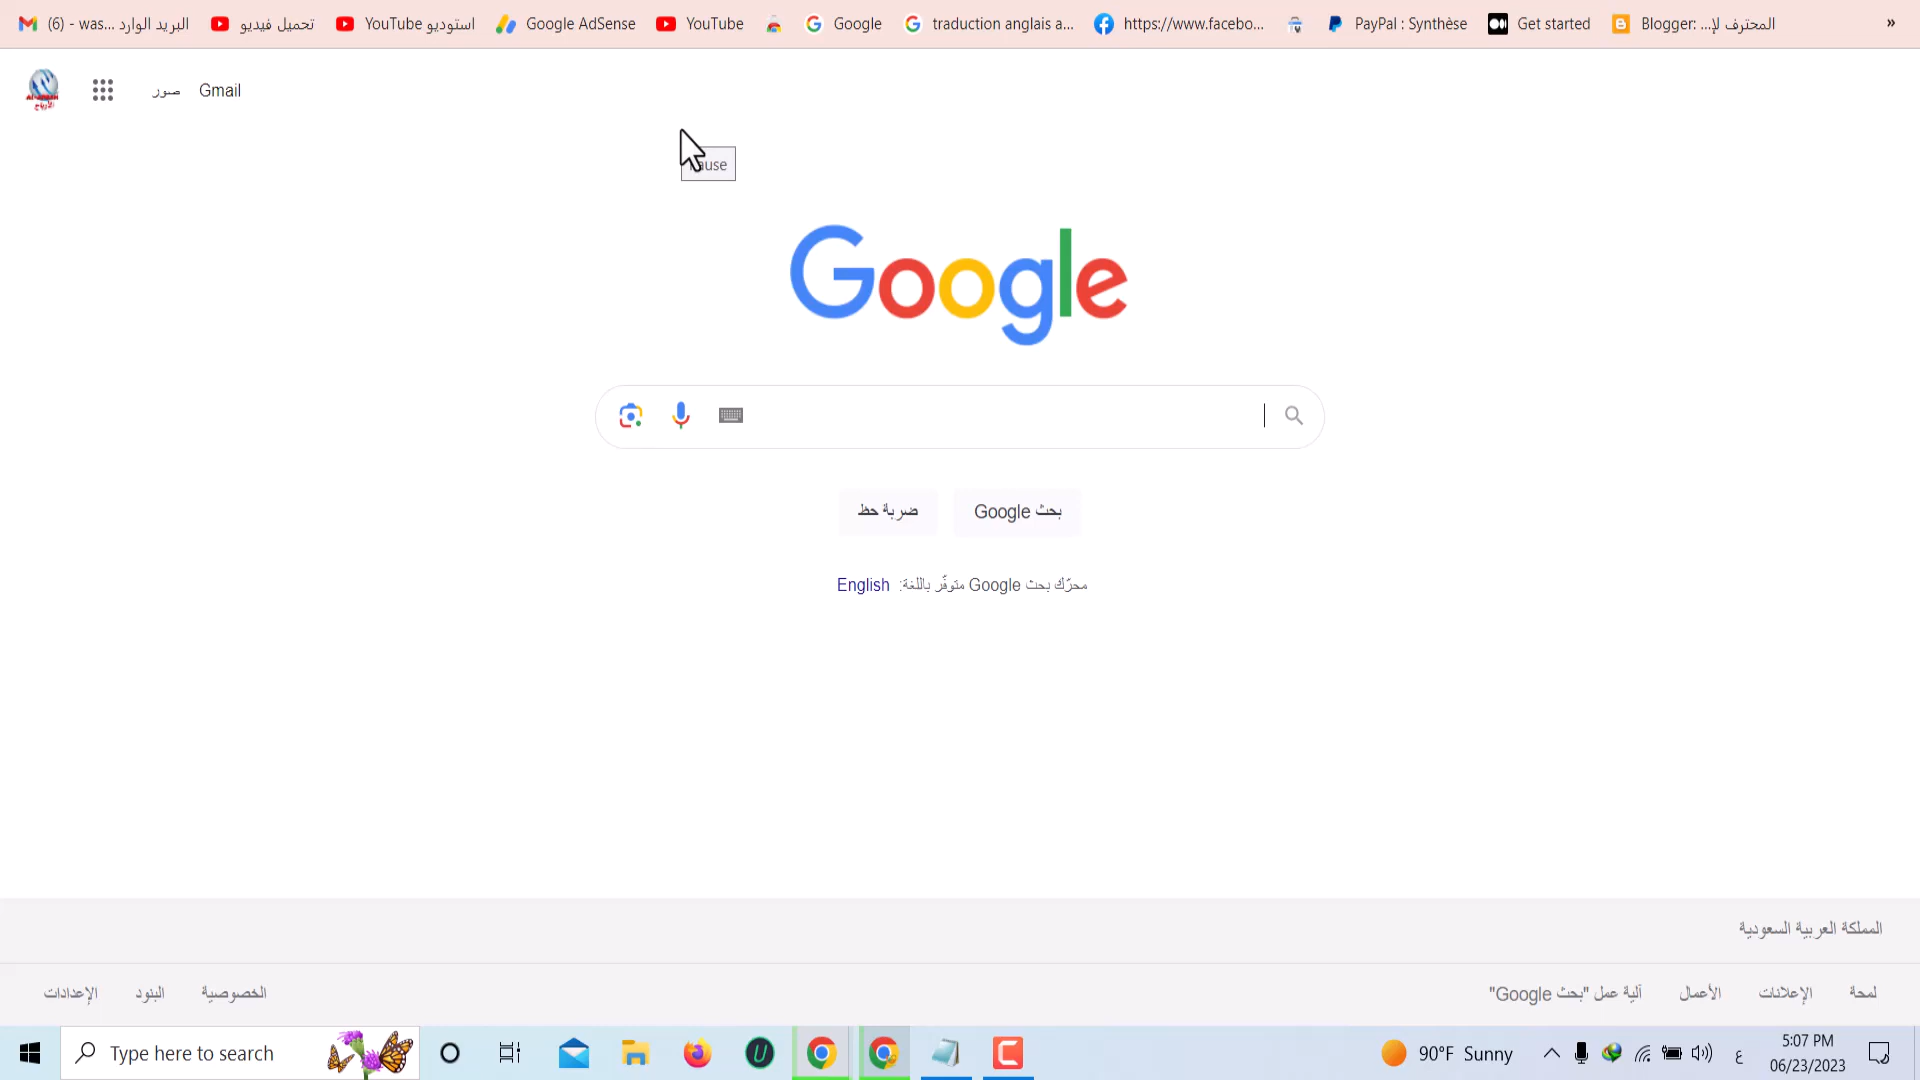 (6) - was... البريد الوارد
تحميل فيديو
استوديو YouTube
Google AdSense
YouTube
Google
traduction anglais a...
https://www.facebo...
PayPal : Synthèse
Get started
Blogger: ...المحترف لإ
»
صور
Gmail
Google
بحث Google
ضربة حظ
محرّك بحث Google متوفّر باللغة: English
المملكة العربية السعودية
لمحة
الإعلانات
الأعمال
آلية عمل "بحث Google"
الخصوصية
البنود
الإعدادات
Type here to search
90°F Sunny
ع
5:07 PM
06/23/2023